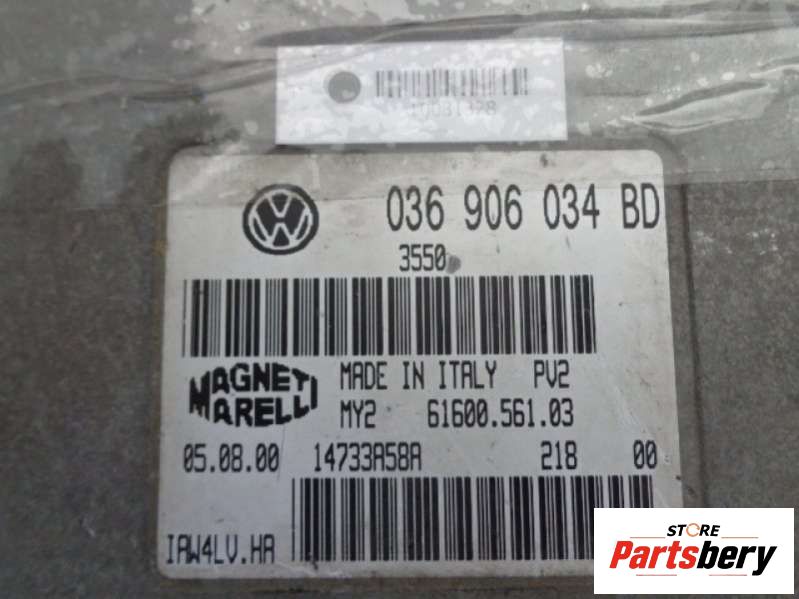 036 906 034 BD
3550
MAGNETI MARELLI
MADE IN ITALY PV2
MY2 61600.561.03
05.08.00 14733A58A 218 00
IAW4LV.HA
STORE
Partsbery